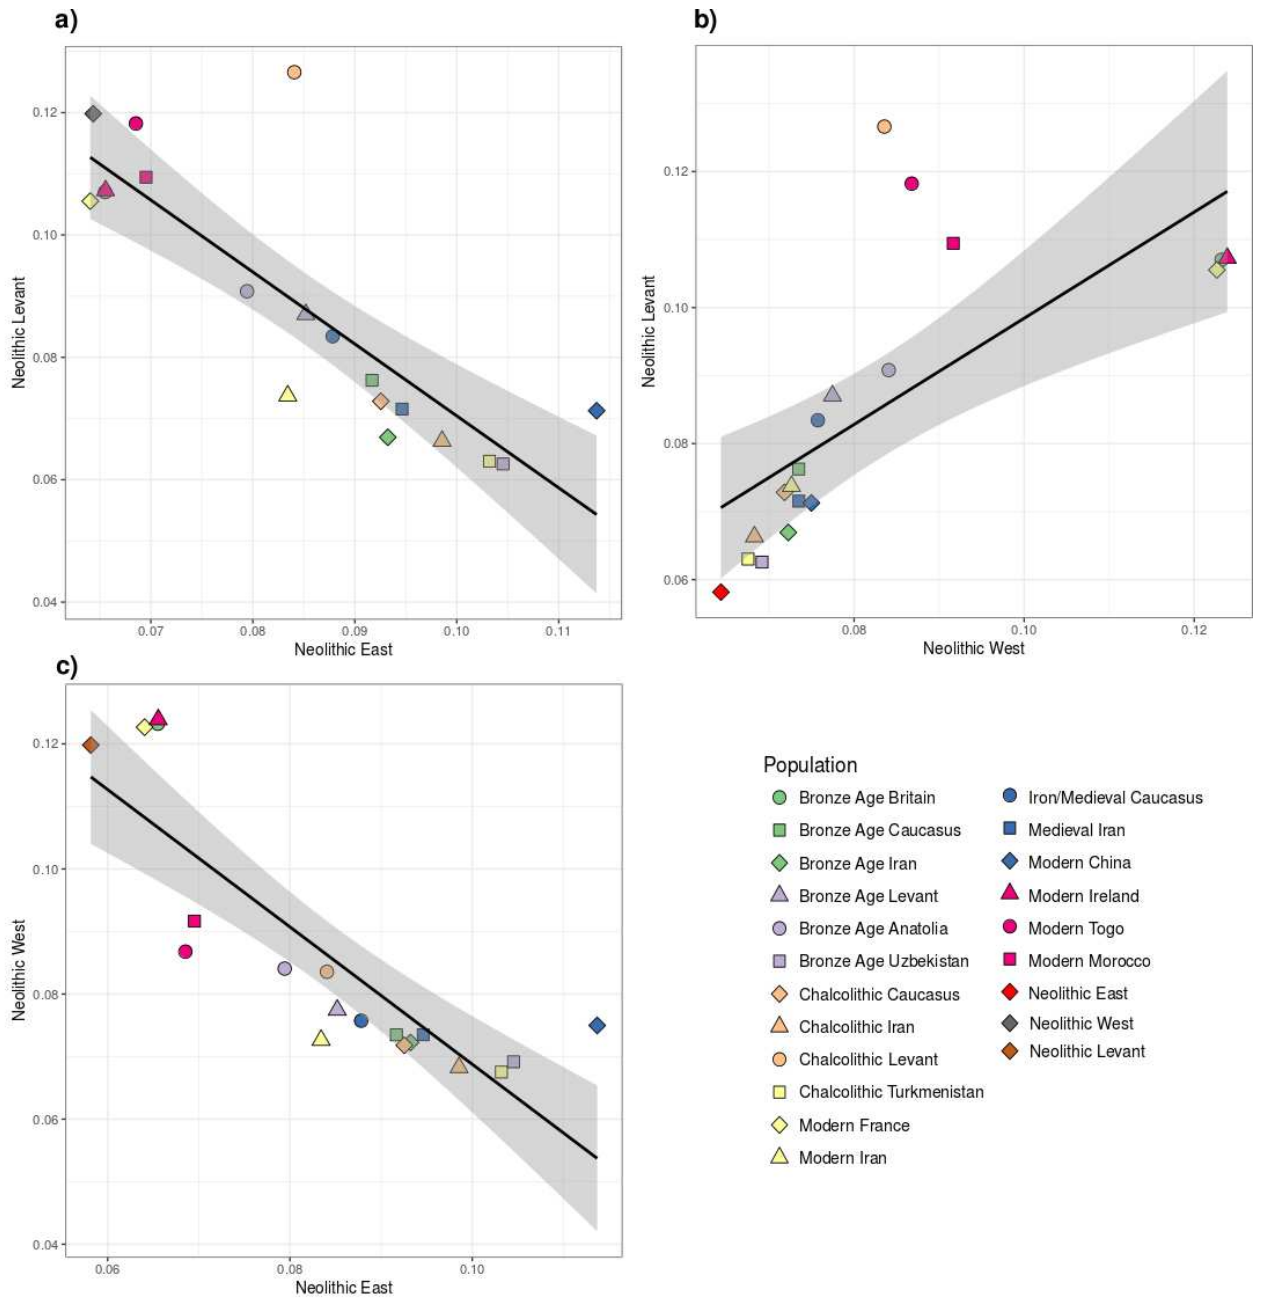 a)
0.12
0.10
0.08
0.06
0.04
Neolithic Levant
0.07
0.08
0.09
0.10
0.11
Neolithic East
b)
0.12
0.10
0.08
0.06
Neolithic Levant
0.08
0.10
0.12
Neolithic West
c)
0.12
0.10
0.08
0.06
0.04
Neolithic West
0.06
0.08
0.10
Neolithic East
Population
Bronze Age Britain
Bronze Age Caucasus
Bronze Age Iran
Bronze Age Levant
Bronze Age Anatolia
Bronze Age Uzbekistan
Chalcolithic Caucasus
Chalcolithic Iran
Chalcolithic Levant
Chalcolithic Turkmenistan
Modern France
Modern Iran
Iron/Medieval Caucasus
Medieval Iran
Modern China
Modern Ireland
Modern Togo
Modern Morocco
Neolithic East
Neolithic West
Neolithic Levant